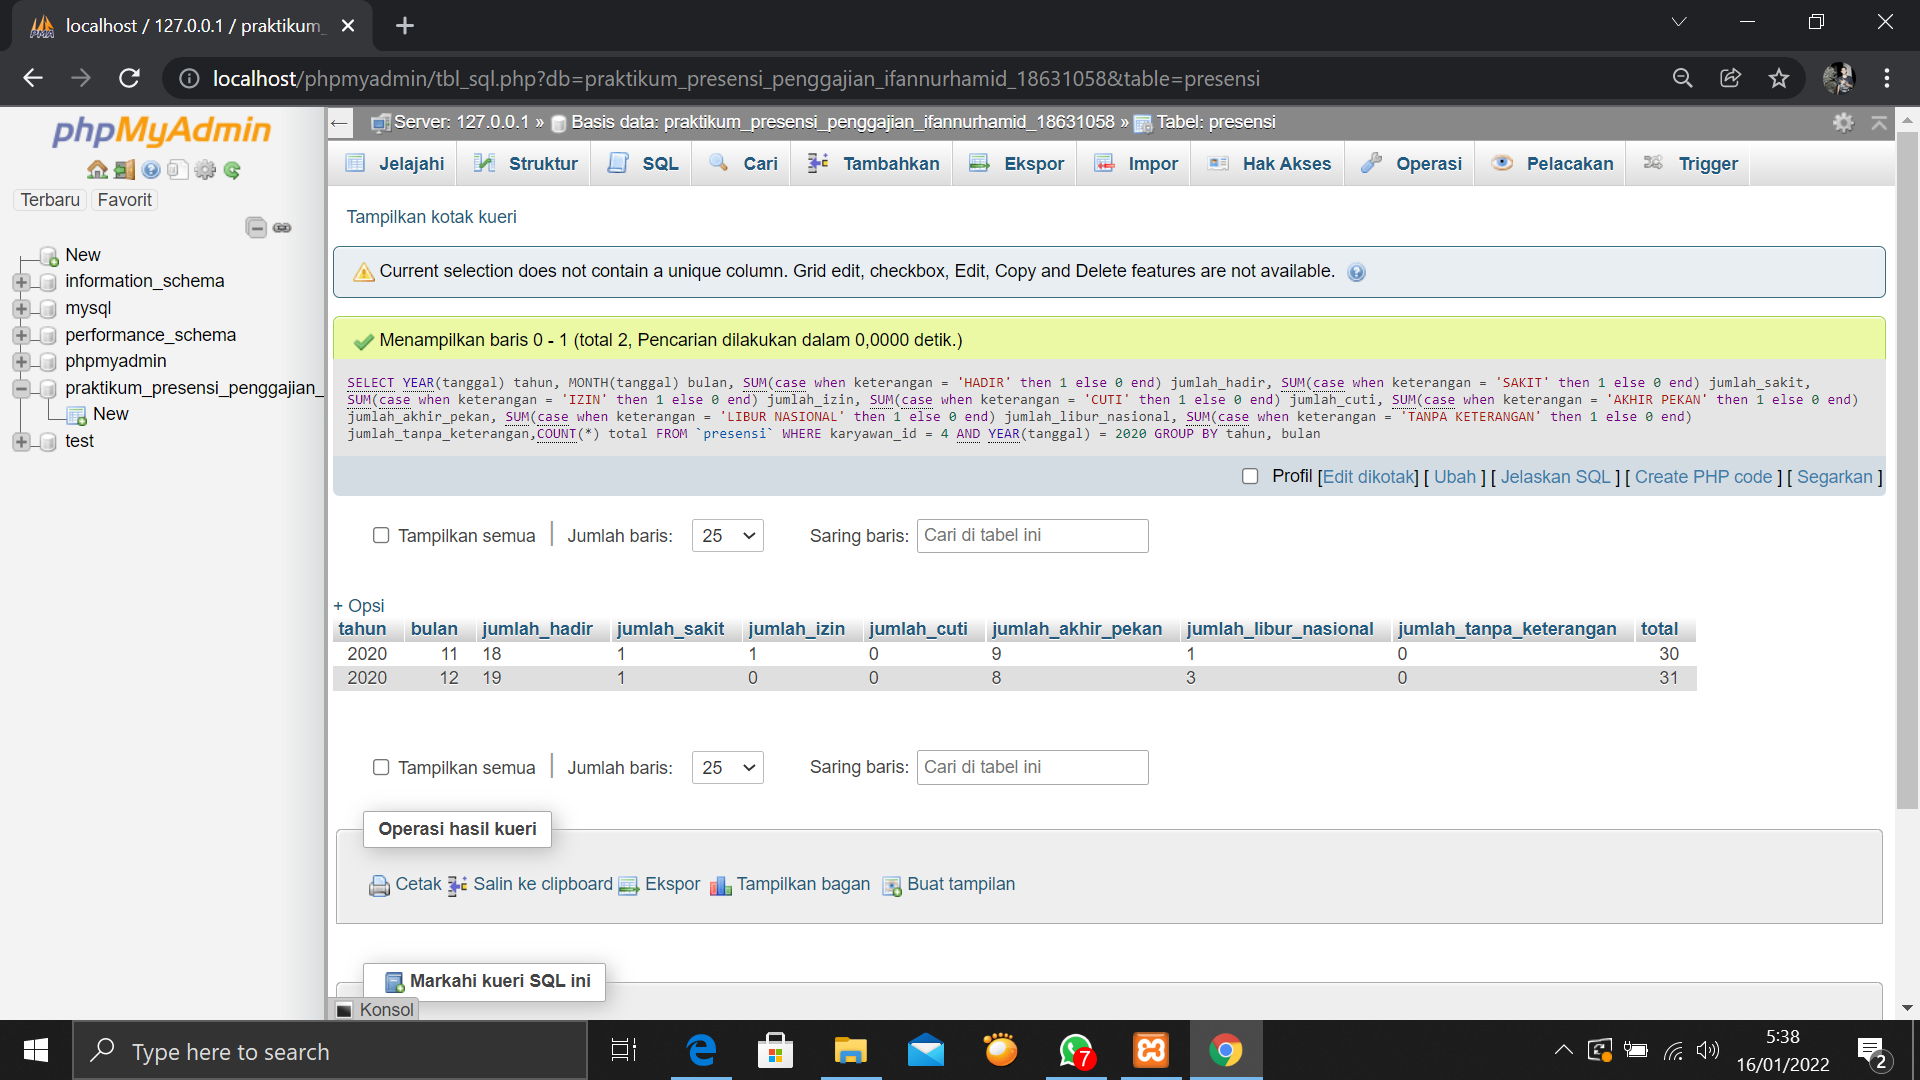 localhost / 127.0.0.1 / praktikum_
localhost/phpmyadmin/tbl_sql.php?db=praktikum_presensi_penggajian_ifannurhamid_18631058&table=presensi
phpMyAdmin
Terbaru Favorit
New
information_schema
mysql
performance_schema
phpmyadmin
praktikum_presensi_penggajian_
New
test
Server: 127.0.0.1 » Basis data: praktikum_presensi_penggajian_ifannurhamid_18631058 » Tabel: presensi
Jelajahi Struktur SQL Cari Tambahkan Ekspor Impor Hak Akses Operasi Pelacakan Trigger
Tampilkan kotak kueri
Current selection does not contain a unique column. Grid edit, checkbox, Edit, Copy and Delete features are not available.
Menampilkan baris 0 - 1 (total 2, Pencarian dilakukan dalam 0,0000 detik.)
SELECT YEAR(tanggal) tahun, MONTH(tanggal) bulan, SUM(case when keterangan = 'HADIR' then 1 else 0 end) jumlah_hadir, SUM(case when keterangan = 'SAKIT' then 1 else 0 end) jumlah_sakit,
SUM(case when keterangan = 'IZIN' then 1 else 0 end) jumlah_izin, SUM(case when keterangan = 'CUTI' then 1 else 0 end) jumlah_cuti, SUM(case when keterangan = 'AKHIR PEKAN' then 1 else 0 end)
jumlah_akhir_pekan, SUM(case when keterangan = 'LIBUR NASIONAL' then 1 else 0 end) jumlah_libur_nasional, SUM(case when keterangan = 'TANPA KETERANGAN' then 1 else 0 end)
jumlah_tanpa_keterangan,COUNT(*) total FROM `presensi` WHERE karyawan_id = 4 AND YEAR(tanggal) = 2020 GROUP BY tahun, bulan
Profil [Edit dikotak] [ Ubah ] [ Jelaskan SQL ] [ Create PHP code ] [ Segarkan ]
Tampilkan semua | Jumlah baris: 25 Saring baris: Cari di tabel ini
+ Opsi
tahun bulan jumlah_hadir jumlah_sakit jumlah_izin jumlah_cuti jumlah_akhir_pekan jumlah_libur_nasional jumlah_tanpa_keterangan total
2020 11 18 1 1 0 9 1 0 30
2020 12 19 1 0 0 8 3 0 31
Tampilkan semua | Jumlah baris: 25 Saring baris: Cari di tabel ini
Operasi hasil kueri
Cetak Salin ke clipboard Ekspor Tampilkan bagan Buat tampilan
Markahi kueri SQL ini
Konsol
Type here to search
7
5:38
16/01/2022
2